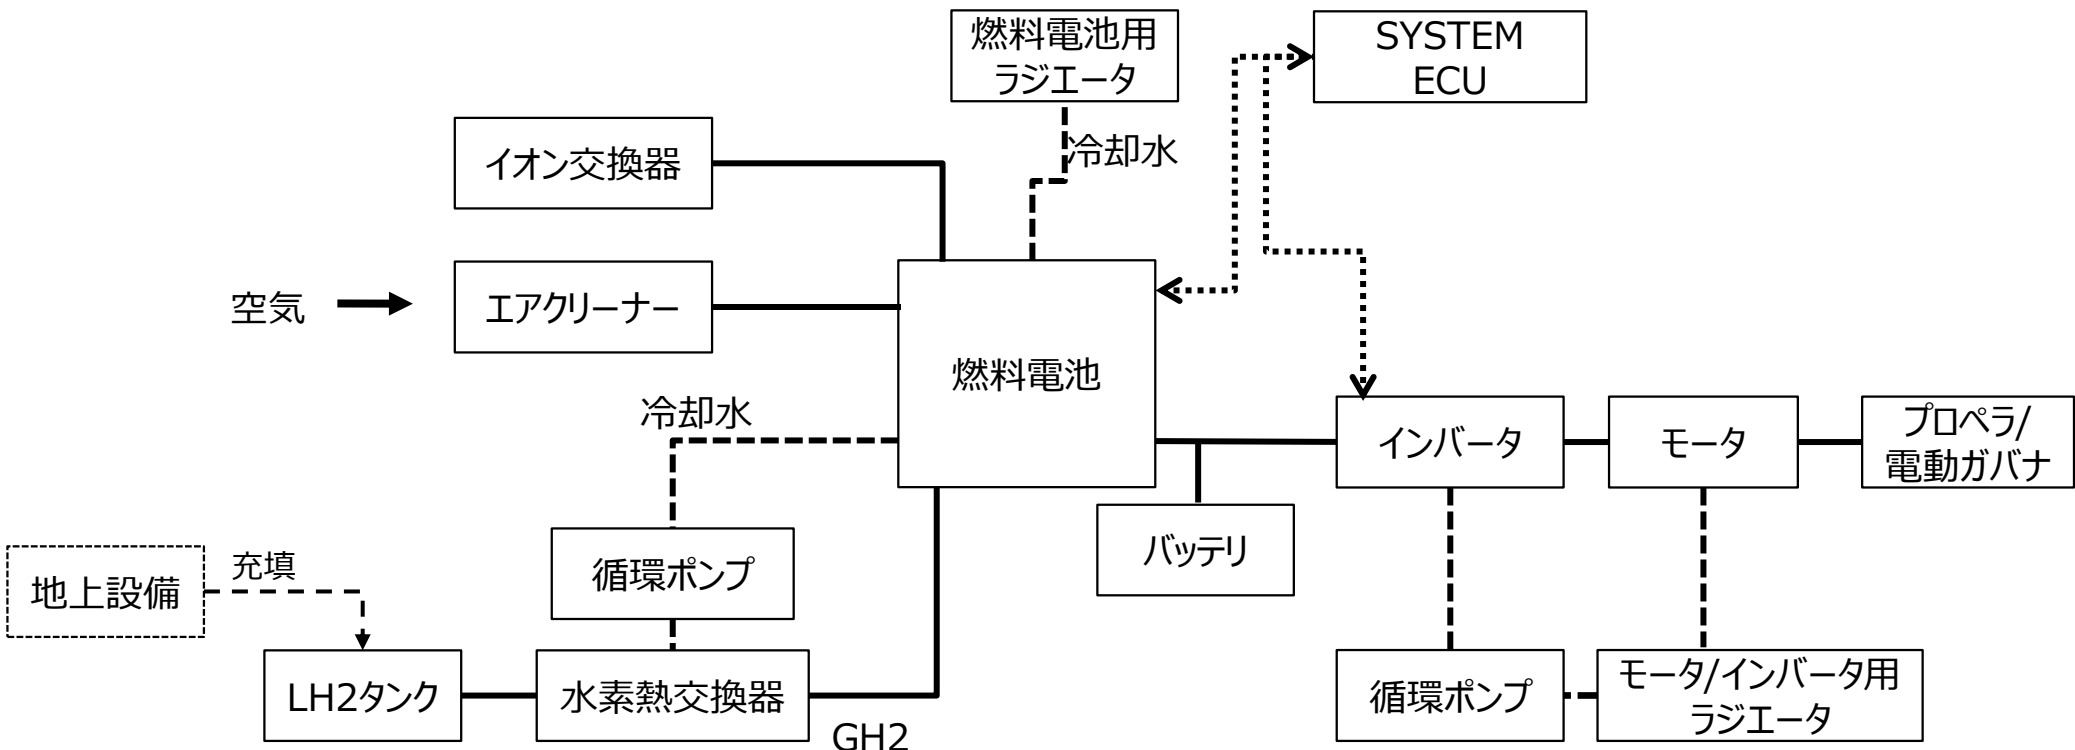 燃料電池用
ラジエータ
SYSTEM
ECU
冷却水
イオン交換器
空気
エアクリーナー
燃料電池
冷却水
インバータ
モータ
プロペラ/
電動ガバナ
バッテリ
循環ポンプ
地上設備
充填
LH2タンク
水素熱交換器
GH2
循環ポンプ
モータ/インバータ用
ラジエータ